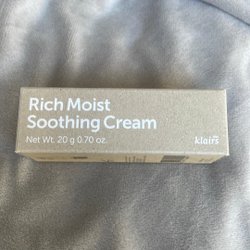 Rich Moist
Soothing Cream
Net Wt. 20 g 0.70 oz.
klairs